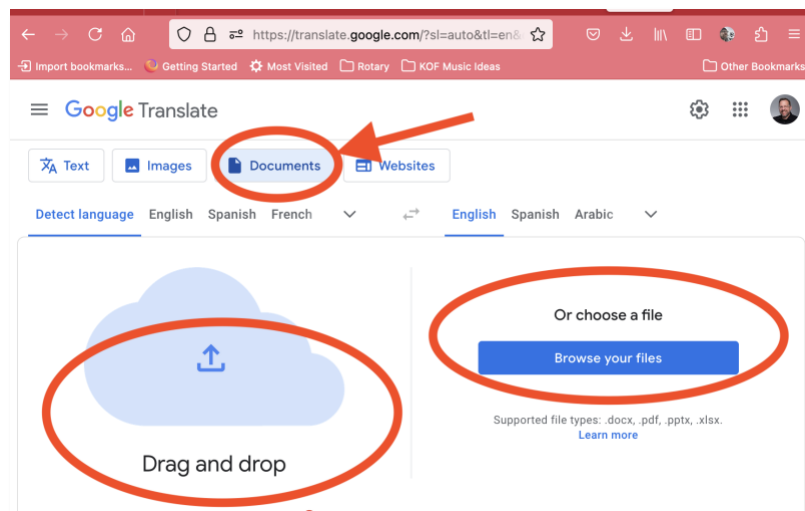 https://translate.google.com/?sl=auto&tl=en&
Import bookmarks... Getting Started Most Visited Rotary KOF Music Ideas Other Bookmarks
Google Translate
Text Images Documents Websites
Detect language English Spanish French English Spanish Arabic
Or choose a file
Browse your files
Supported file types: .docx, .pdf, .pptx, .xlsx.
Learn more
Drag and drop